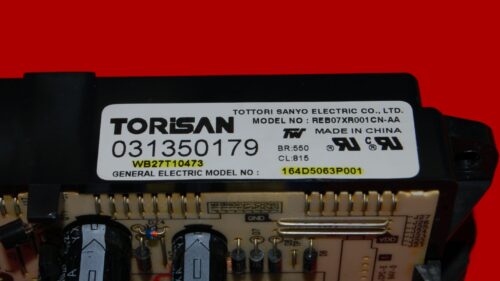 TOTTORI SANYO ELECTRIC CO., LTD.
TORiSAN MODEL NO : REB07XR001CN-AA
MADE IN CHINA
031350179 BR:550
WB27T10473 CL:815
GENERAL ELECTRIC MODEL NO : 164D5063P001
GND